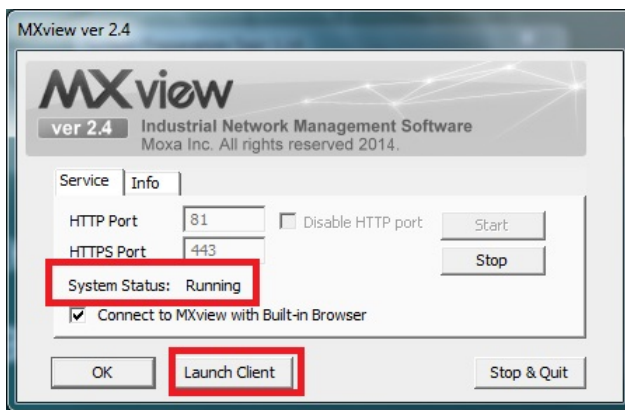 MXview ver 2.4
MXview
ver 2.4 Industrial Network Management Software
Moxa Inc. All rights reserved 2014.
Service Info
HTTP Port 81 Disable HTTP port Start
HTTPS Port 443 Stop
System Status: Running
Connect to MXview with Built-in Browser
OK Launch Client Stop & Quit